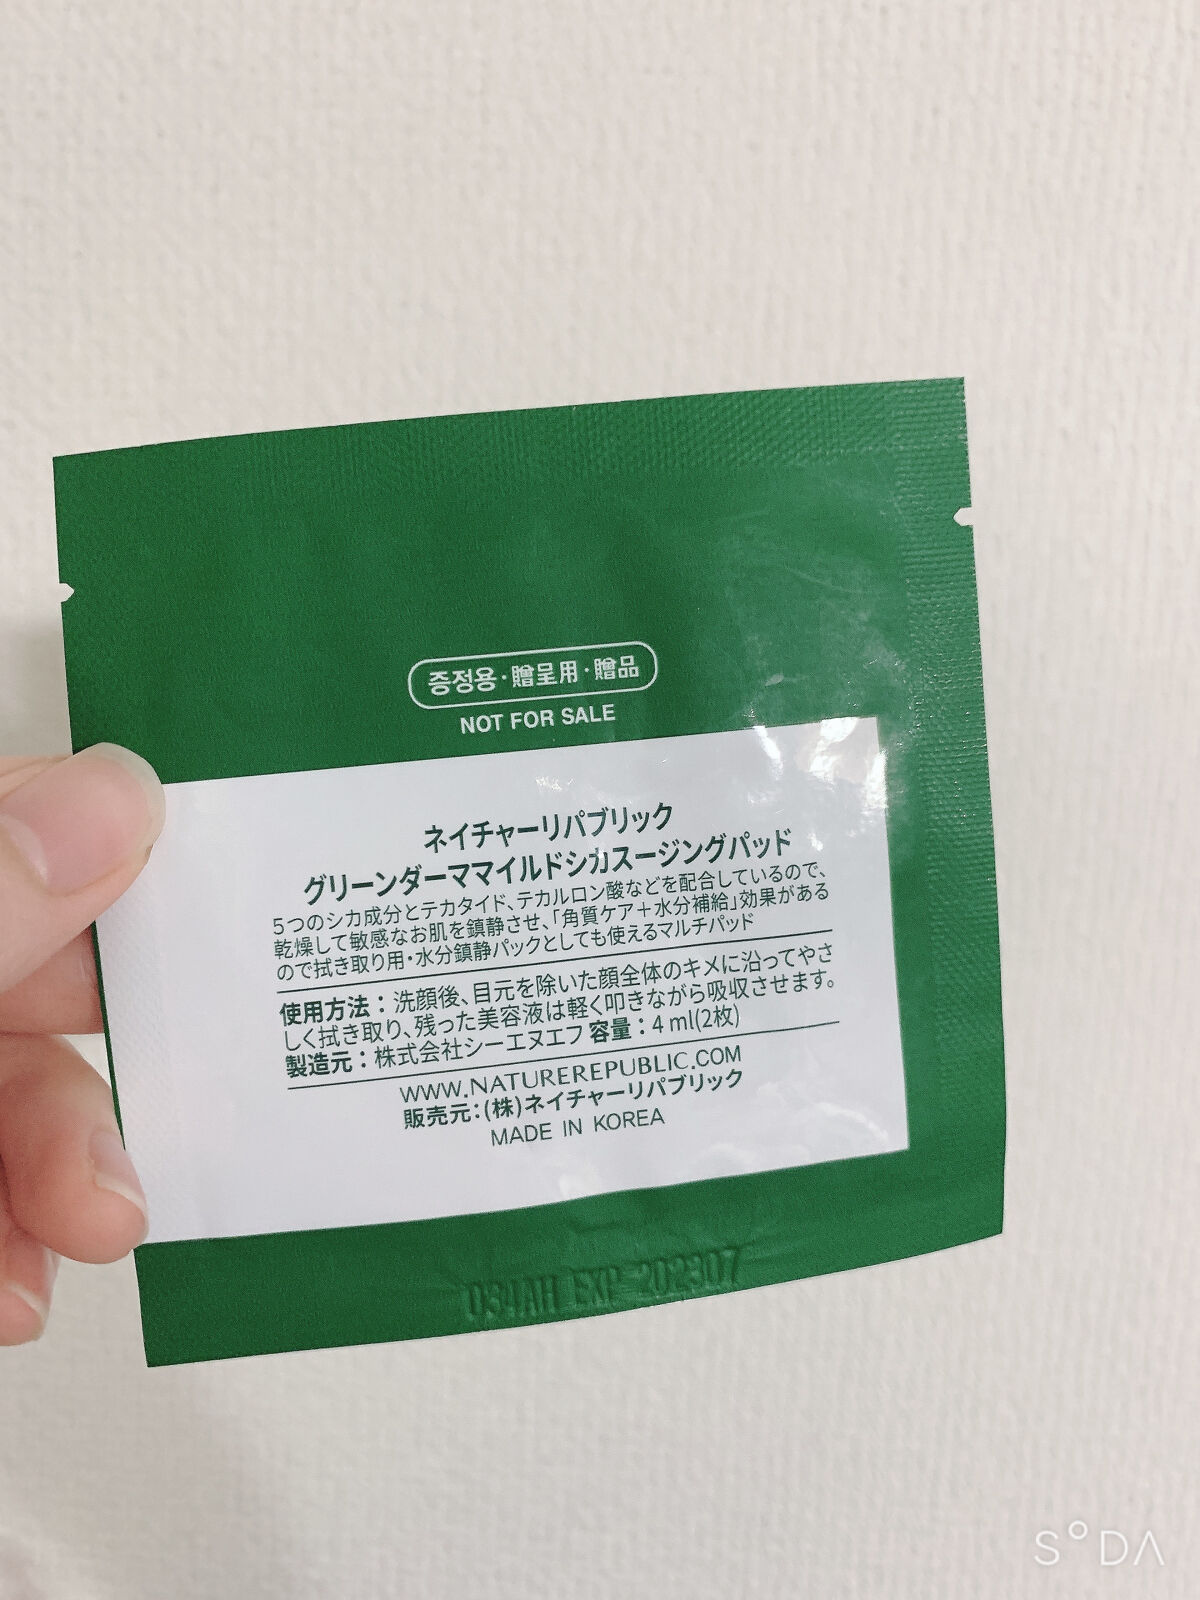 증정용·贈呈用·贈品
NOT FOR SALE
ネイチャーリパブリック
グリーンダーママイルドシカスージングパッド
5つのシカ成分とテカタイド、テカルロン酸などを配合しているので、
乾燥して敏感なお肌を鎮静させ、「角質ケア＋水分補給」効果がある
ので拭き取り用・水分鎮静パックとしても使えるマルチパッド
使用方法：洗顔後、目元を除いた顔全体のキメに沿ってやさ
しく拭き取り、残った美容液は軽く叩きながら吸収させます。
製造元：株式会社シーエヌエフ 容量：4 ml(2枚)
WWW.NATUREREPUBLIC.COM
販売元：(株)ネイチャーリパブリック
MADE IN KOREA
034AH EXP 202307
SODA